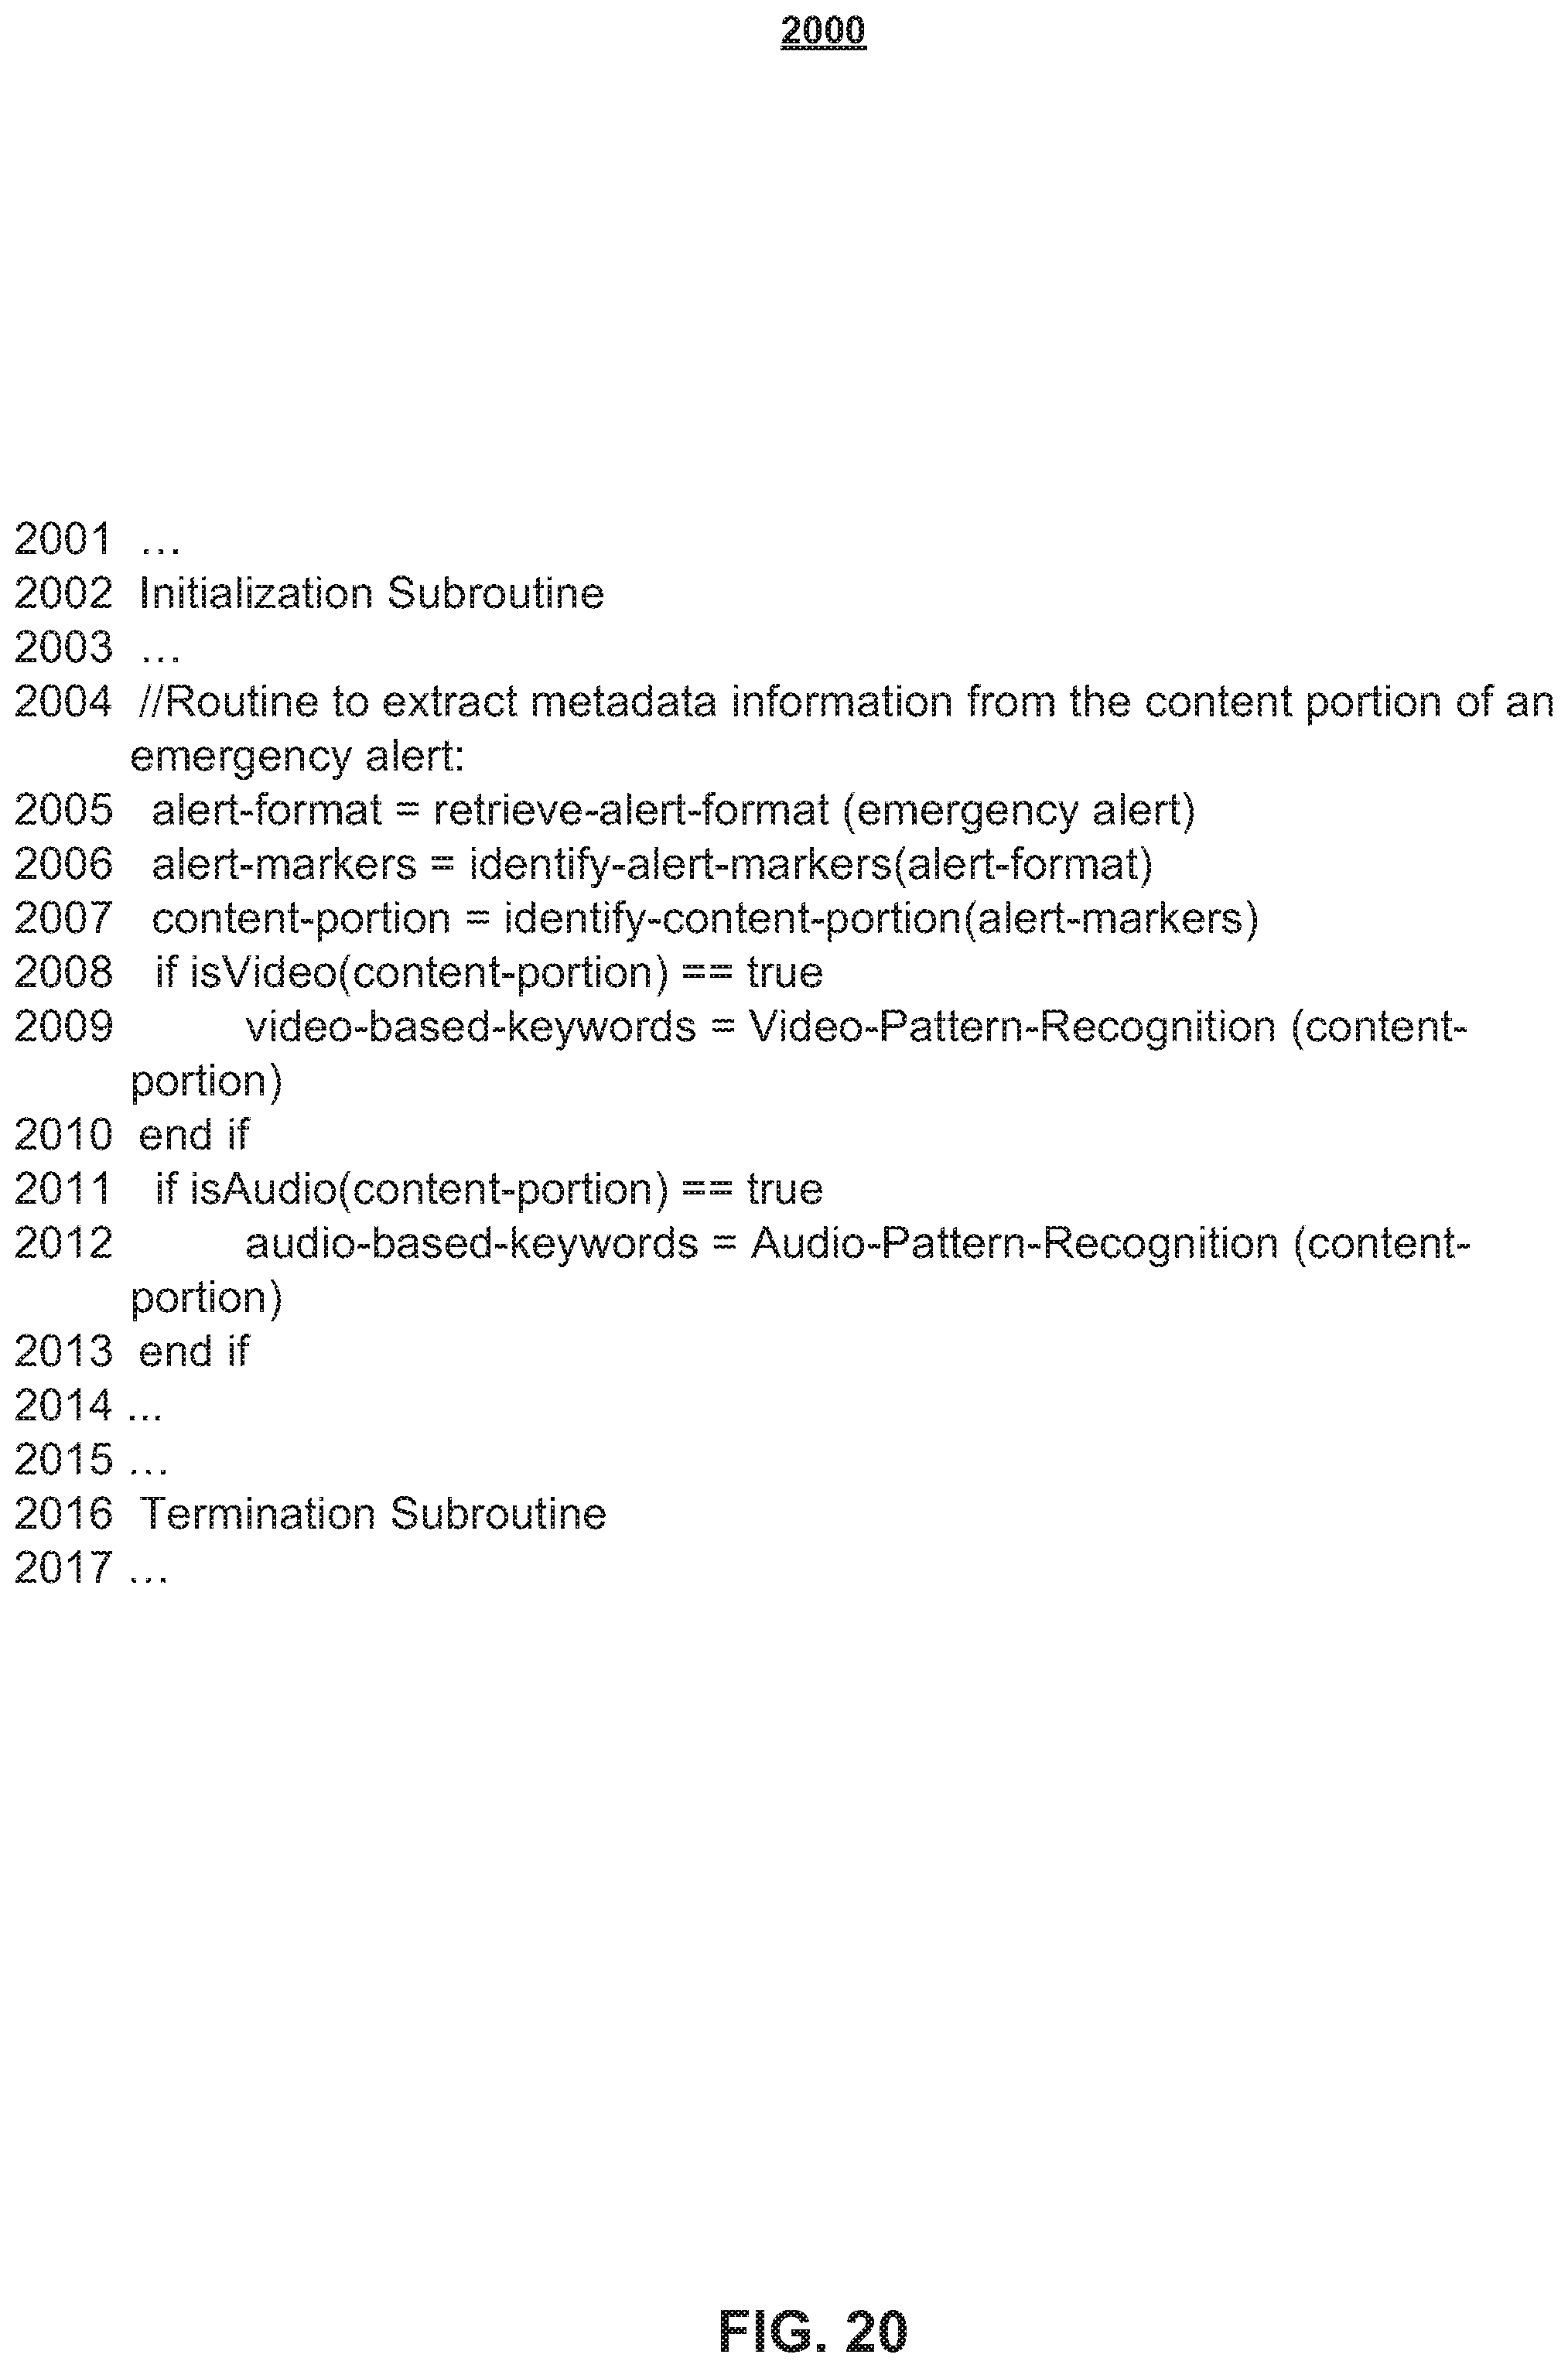 2000
2001 ...
2002 Initialization Subroutine
2003 ...
2004 //Routine to extract metadata information from the content portion of an
emergency alert:
2005 alert-format = retrieve-alert-format (emergency alert)
2006 alert-markers = identify-alert-markers(alert-format)
2007 content-portion = identify-content-portion(alert-markers)
2008 if isVideo(content-portion) == true
2009 video-based-keywords = Video-Pattern-Recognition (content-
portion)
2010 end if
2011 if isAudio(content-portion) == true
2012 audio-based-keywords = Audio-Pattern-Recognition (content-
portion)
2013 end if
2014 ...
2015 ...
2016 Termination Subroutine
2017 ...
FIG. 20